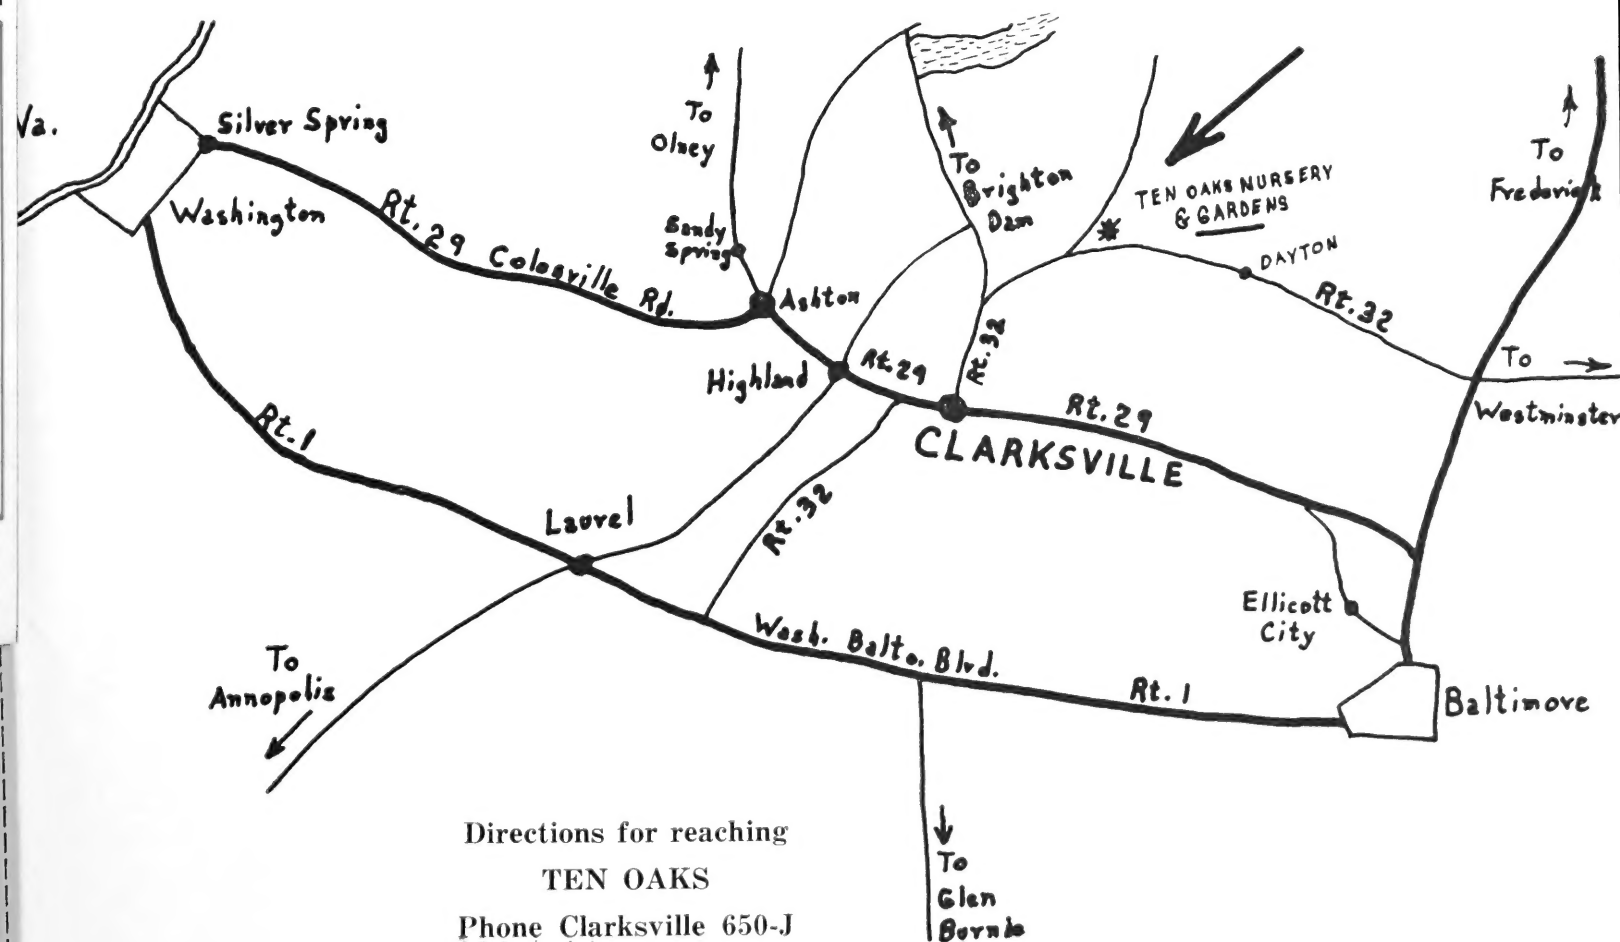 Va.
Silver Spring
Washington
Rt. 29 Colesville Rd.
To
Olney
Sandy
Spring
Ashton
To
Brighton
Dam
TEN OAKS NURSERY
& GARDENS
DAYTON
Rt. 32
To
Frederick
To
Westminster
Highland
Rt. 29
Rt. 32
Rt. 29
CLARKSVILLE
Rt. 1
Laurel
Rt. 32
Ellicott
City
To
Annopolis
Wash. Balto. Blvd.
Rt. 1
Baltimore
To
Glen
Burnie
Directions for reaching
TEN OAKS
Phone Clarksville 650-J